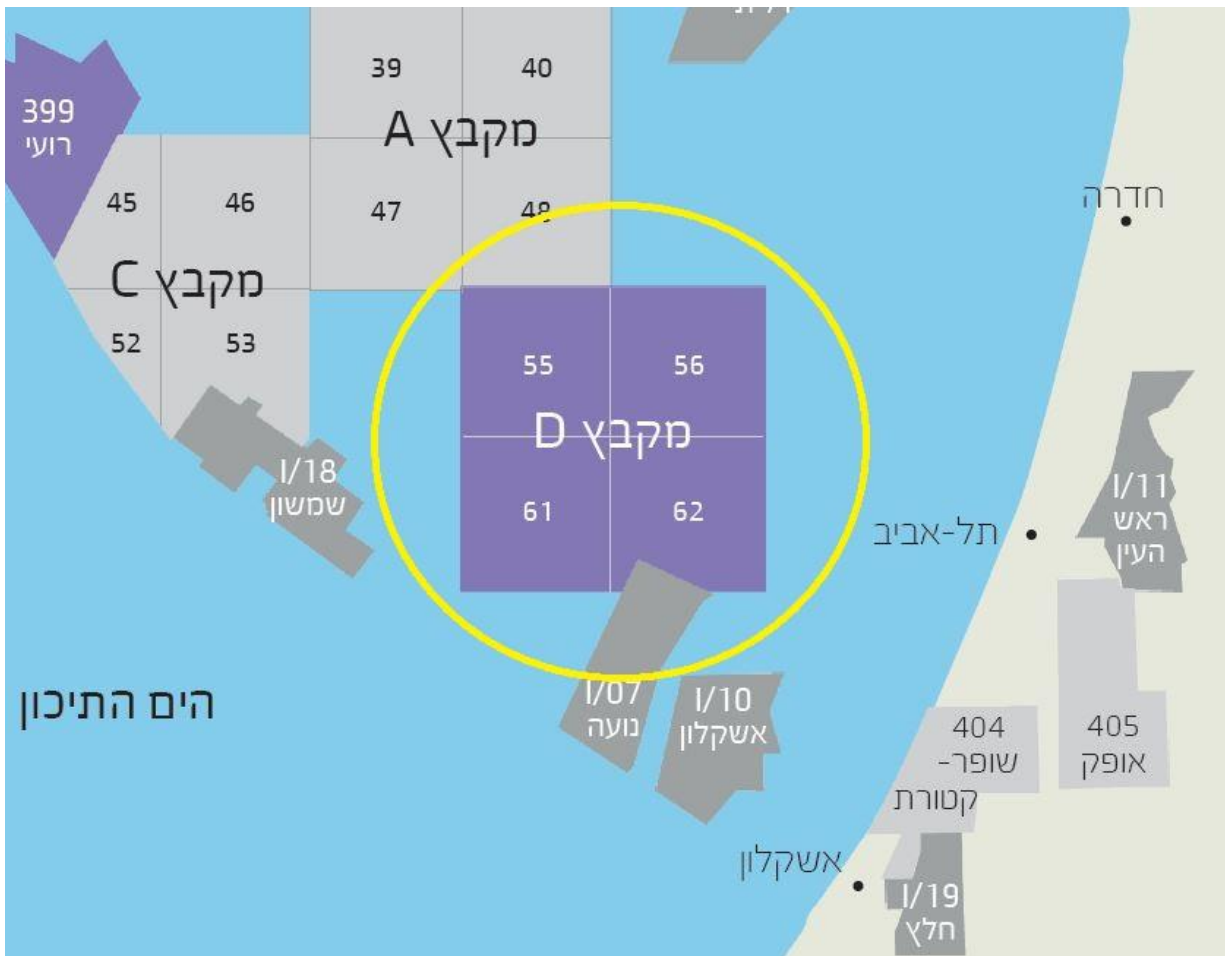 39
40
399
רועי
מקבץ A
45
46
47
48
חדרה
מקבץ C
52
53
55
56
מקבץ D
61
62
I/18
שמשון
I/11
ראש
העין
תל-אביב
הים התיכון
I/07
נועה
I/10
אשקלון
404
שופר-
קטורת
405
אופק
אשקלון
I/19
חלץ